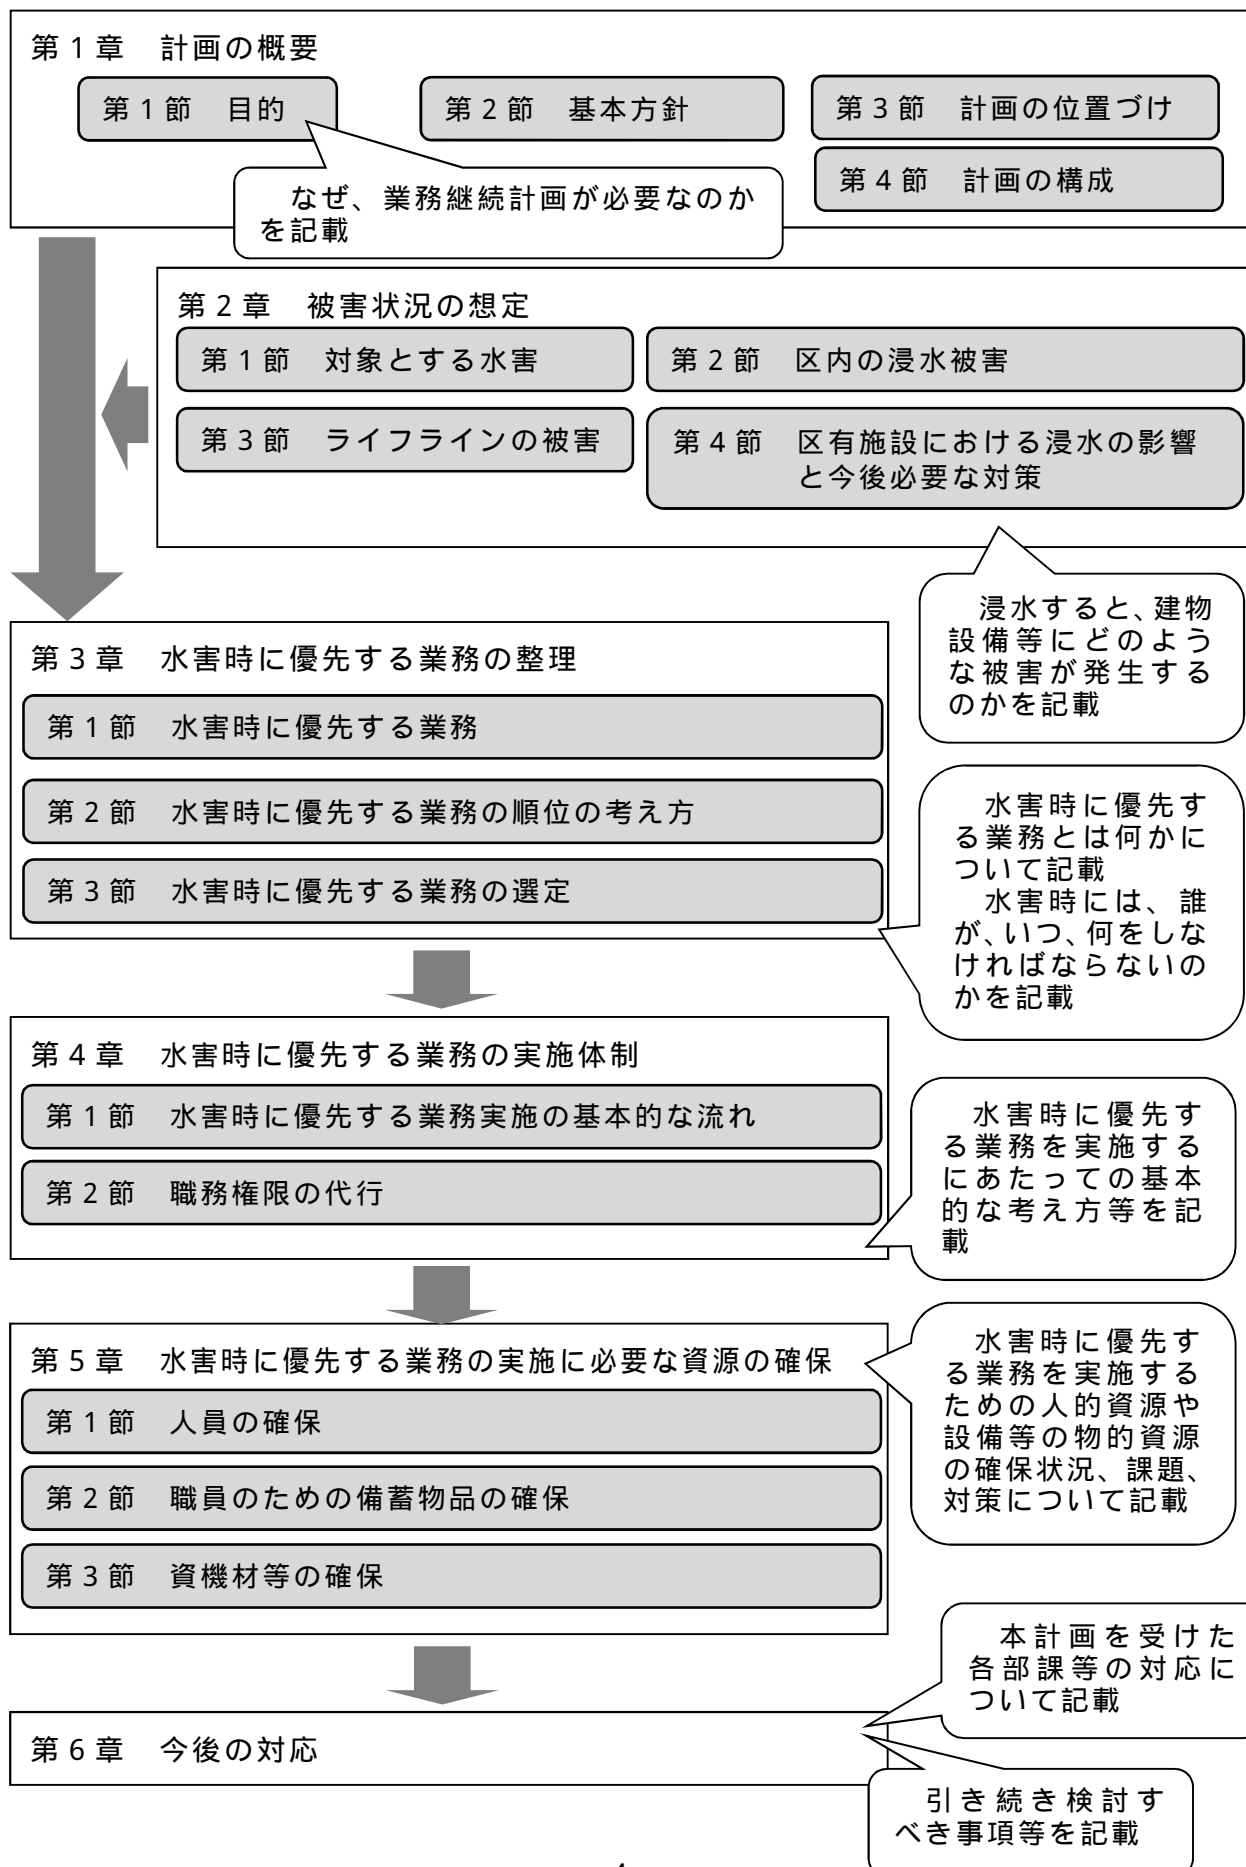 第1章　計画の概要
第1節　目的
第2節　基本方針
第3節　計画の位置づけ
第4節　計画の構成
なぜ、業務継続計画が必要なのか
を記載
第2章　被害状況の想定
第1節　対象とする水害
第2節　区内の浸水被害
第3節　ライフラインの被害
第4節　区有施設における浸水の影響
と今後必要な対策
浸水すると、建物
設備等にどのよう
な被害が発生する
のかを記載
第3章　水害時に優先する業務の整理
第1節　水害時に優先する業務
第2節　水害時に優先する業務の順位の考え方
第3節　水害時に優先する業務の選定
水害時に優先す
る業務とは何かに
ついて記載
水害時には、誰
が、いつ、何をしな
ければならないの
かを記載
第4章　水害時に優先する業務の実施体制
第1節　水害時に優先する業務実施の基本的な流れ
第2節　職務権限の代行
水害時に優先す
る業務を実施する
にあたっての基本
的な考え方等を記
載
第5章　水害時に優先する業務の実施に必要な資源の確保
第1節　人員の確保
第2節　職員のための備蓄物品の確保
第3節　資機材等の確保
水害時に優先す
る業務を実施する
ための人的資源や
設備等の物的資源
の確保状況、課題、
対策について記載
本計画を受けた
各部課等の対応に
ついて記載
第6章　今後の対応
引き続き検討す
べき事項等を記載